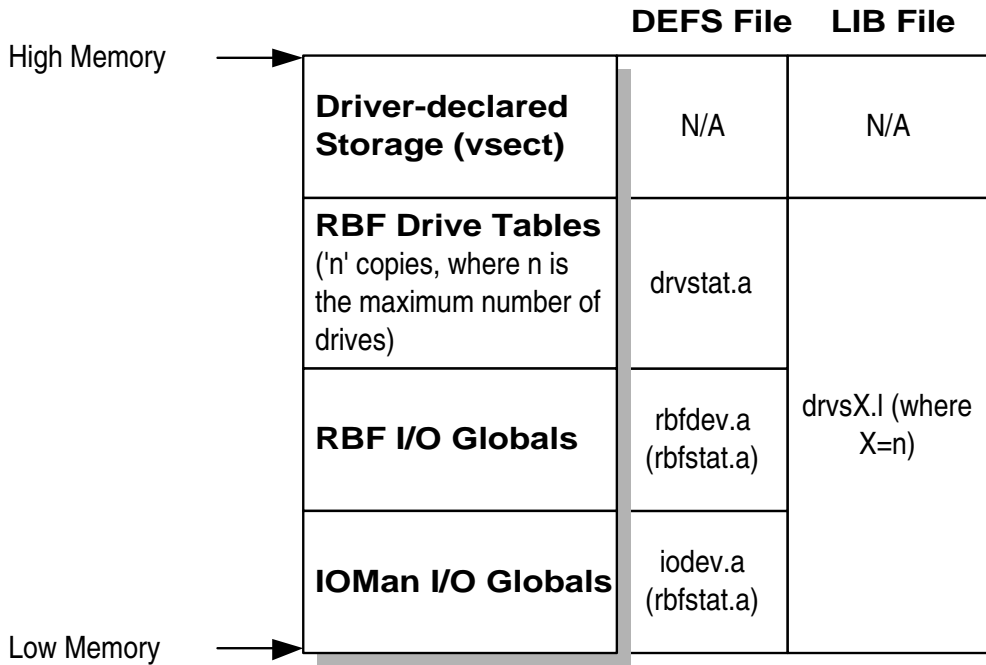 DEFS File LIB File
High Memory
Driver-declared
Storage (vsect)
N/A
N/A
RBF Drive Tables
('n' copies, where n is
the maximum number of
drives)
drvstat.a
RBF I/O Globals
rbfdev.a
(rbfstat.a)
drvsX.l (where
X=n)
IOMan I/O Globals
iodev.a
(rbfstat.a)
Low Memory